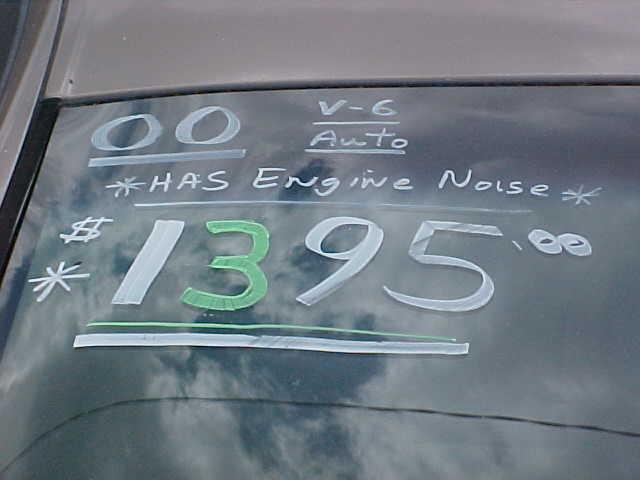 00 V-6
Auto
*HAS Engine Noise*
$1395.00
*